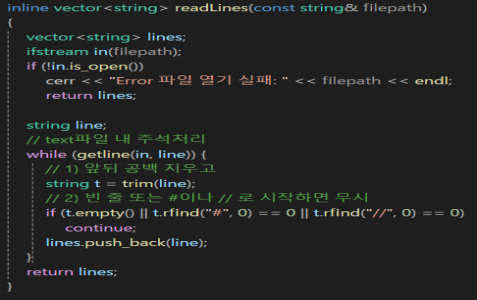 inline vector<string> readLines(const string& filepath)
{
    vector<string> lines;
    ifstream in(filepath);
    if (!in.is_open())
        cerr << "Error 파일 열기 실패: " << filepath << endl;
        return lines;

    string line;
    // text파일 내 주석처리
    while (getline(in, line)) {
        // 1) 앞뒤 공백 지우고
        string t = trim(line);
        // 2) 빈 줄 또는 #이나 // 로 시작하면 무시
        if (t.empty() || t.rfind("#", 0) == 0 || t.rfind("//", 0) == 0)
            continue;
        lines.push_back(line);
    }
    return lines;
}